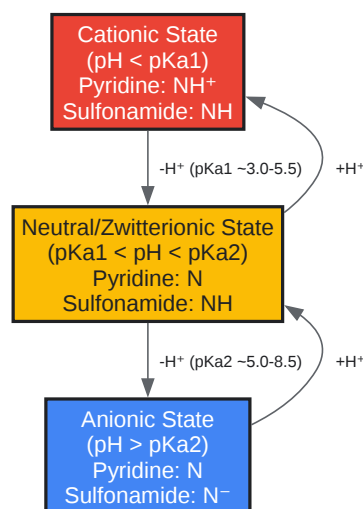 Cationic State
(pH < pKa1)
Pyridine: NH⁺
Sulfonamide: NH
-H⁺ (pKa1 ~3.0-5.5)
+H⁺
Neutral/Zwitterionic State
(pKa1 < pH < pKa2)
Pyridine: N
Sulfonamide: NH
-H⁺ (pKa2 ~5.0-8.5)
+H⁺
Anionic State
(pH > pKa2)
Pyridine: N
Sulfonamide: N⁻